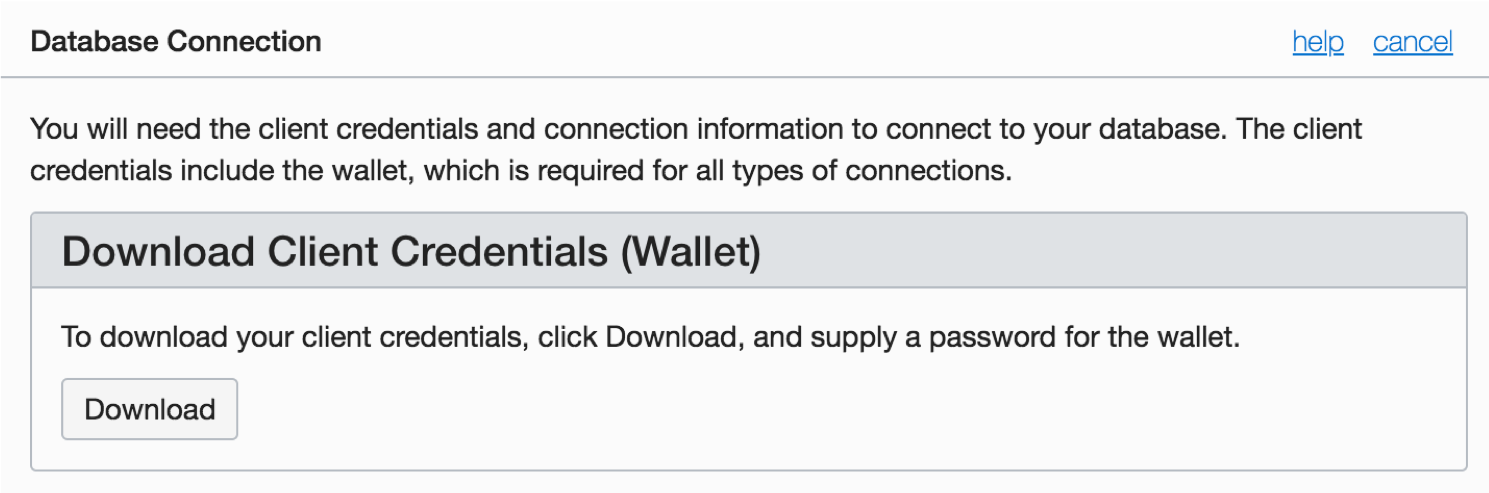 Database Connection help cancel
You will need the client credentials and connection information to connect to your database. The client
credentials include the wallet, which is required for all types of connections.
Download Client Credentials (Wallet)
To download your client credentials, click Download, and supply a password for the wallet.
Download